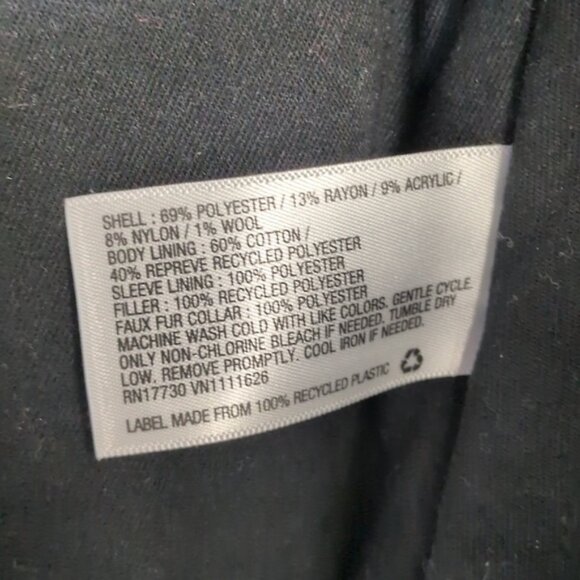 SHELL : 69% POLYESTER / 13% RAYON / 9% ACRYLIC /
8% NYLON / 1% WOOL
BODY LINING : 60% COTTON /
40% REPREVE RECYCLED POLYESTER
SLEEVE LINING : 100% POLYESTER
FILLER : 100% RECYCLED POLYESTER
FAUX FUR COLLAR : 100% POLYESTER
MACHINE WASH COLD WITH LIKE COLORS. GENTLE CYCLE.
ONLY NON-CHLORINE BLEACH IF NEEDED. TUMBLE DRY
LOW. REMOVE PROMPTLY. COOL IRON IF NEEDED.
RN17730 VN1111626
LABEL MADE FROM 100% RECYCLED PLASTIC